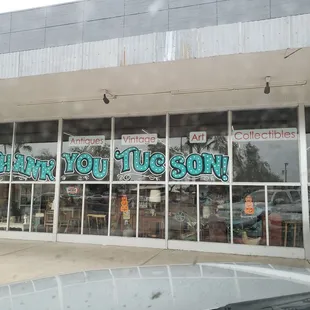 Antiques Vintage Art Collectibles
THANK YOU TUCSON!